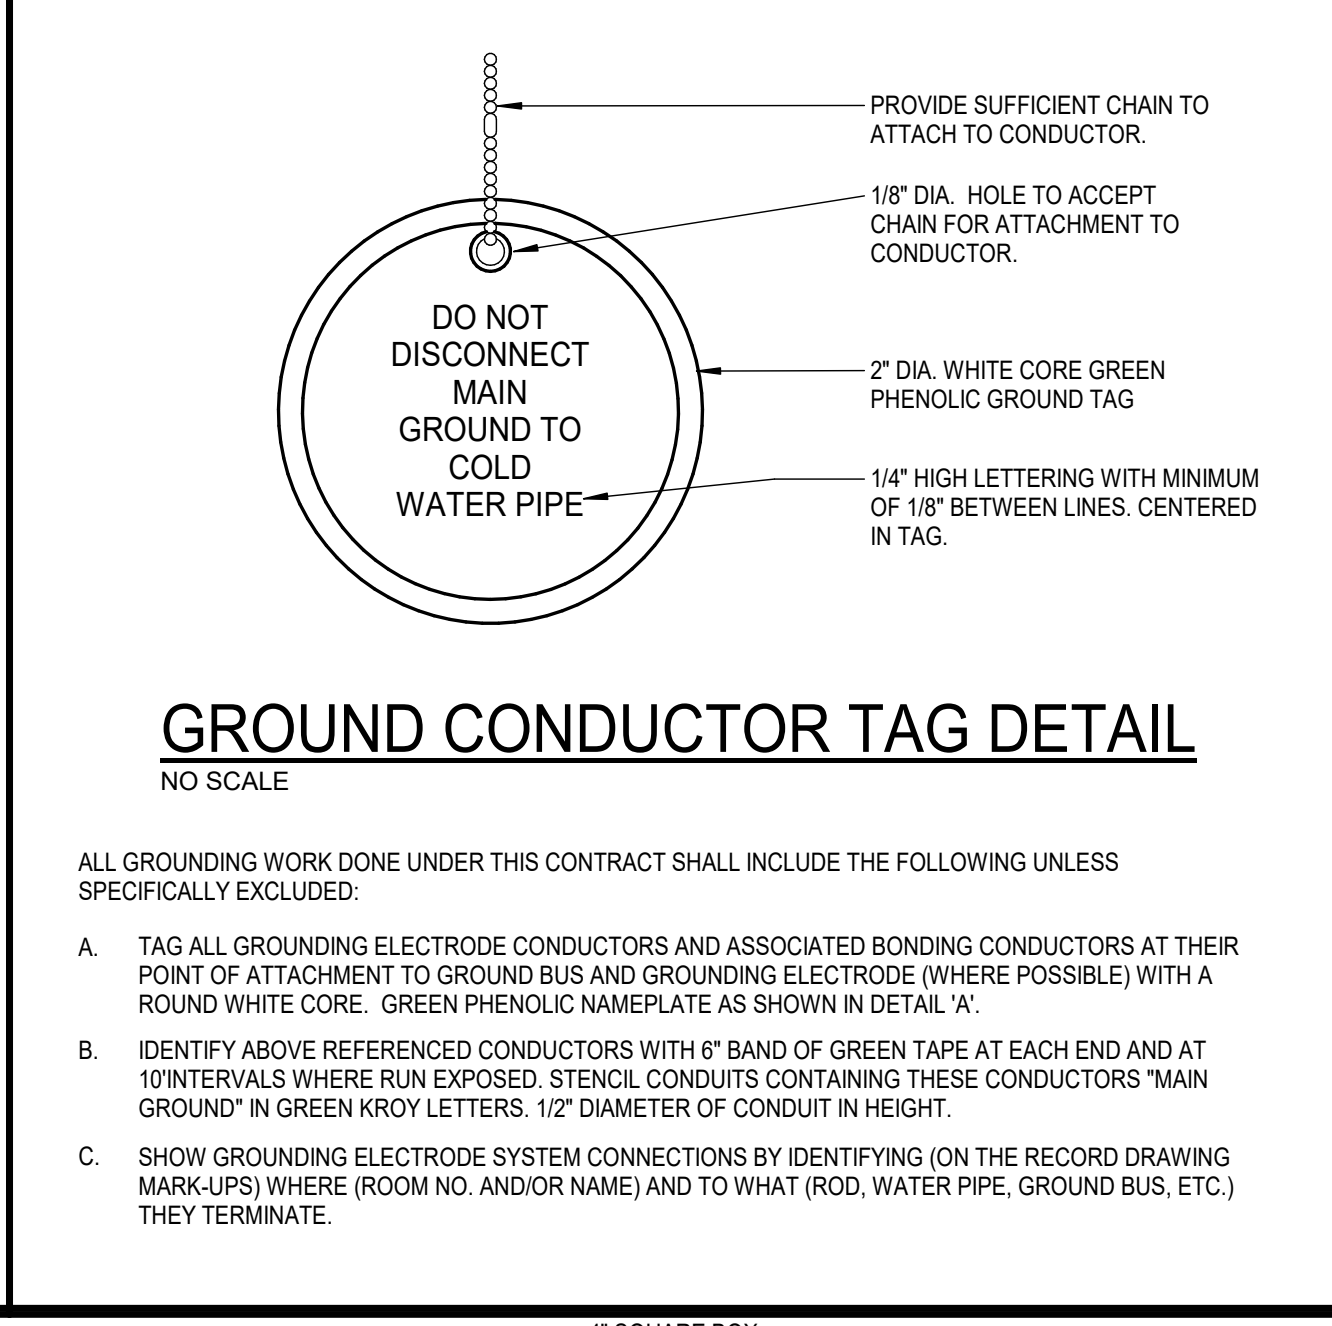 PROVIDE SUFFICIENT CHAIN TO
ATTACH TO CONDUCTOR.
1/8" DIA.  HOLE TO ACCEPT
CHAIN FOR ATTACHMENT TO
CONDUCTOR.
DO NOT
DISCONNECT
MAIN
GROUND TO
COLD
WATER PIPE
2" DIA. WHITE CORE GREEN
PHENOLIC GROUND TAG
1/4" HIGH LETTERING WITH MINIMUM
OF 1/8" BETWEEN LINES. CENTERED
IN TAG.
GROUND CONDUCTOR TAG DETAIL
NO SCALE
ALL GROUNDING WORK DONE UNDER THIS CONTRACT SHALL INCLUDE THE FOLLOWING UNLESS
SPECIFICALLY EXCLUDED:
A. TAG ALL GROUNDING ELECTRODE CONDUCTORS AND ASSOCIATED BONDING CONDUCTORS AT THEIR
POINT OF ATTACHMENT TO GROUND BUS AND GROUNDING ELECTRODE (WHERE POSSIBLE) WITH A
ROUND WHITE CORE.  GREEN PHENOLIC NAMEPLATE AS SHOWN IN DETAIL 'A'.
B. IDENTIFY ABOVE REFERENCED CONDUCTORS WITH 6" BAND OF GREEN TAPE AT EACH END AND AT
10'INTERVALS WHERE RUN EXPOSED. STENCIL CONDUITS CONTAINING THESE CONDUCTORS "MAIN
GROUND" IN GREEN KROY LETTERS. 1/2" DIAMETER OF CONDUIT IN HEIGHT.
C. SHOW GROUNDING ELECTRODE SYSTEM CONNECTIONS BY IDENTIFYING (ON THE RECORD DRAWING
MARK-UPS) WHERE (ROOM NO. AND/OR NAME) AND TO WHAT (ROD, WATER PIPE, GROUND BUS, ETC.)
THEY TERMINATE.
4" SQUARE BOX